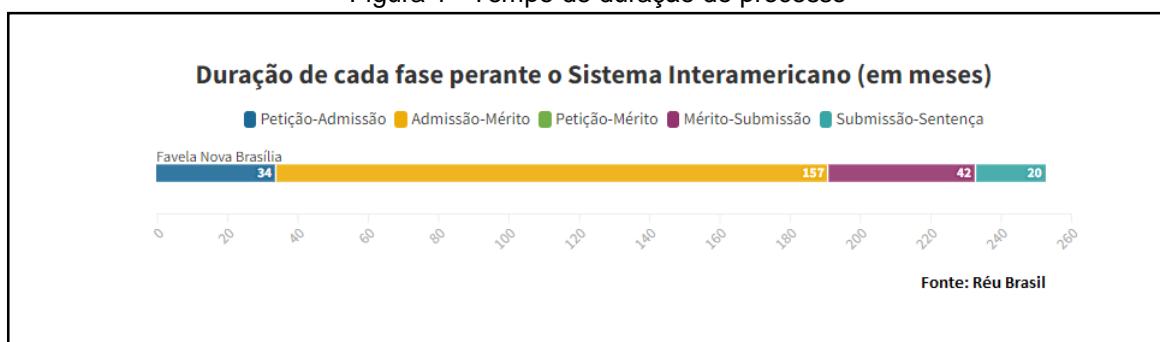 Duração de cada fase perante o Sistema Interamericano (em meses)
Petição-Admissão Admissão-Mérito Petição-Mérito Mérito-Submissão Submissão-Sentença
Favela Nova Brasília
34 157 42 20
0 20 40 60 80 100 120 140 160 180 200 220 240 260
Fonte: Réu Brasil